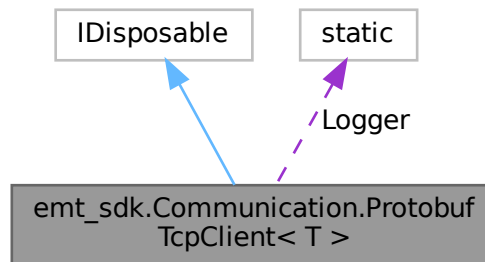 IDisposable
static
Logger
emt_sdk.Communication.Protobuf
TcpClient< T >